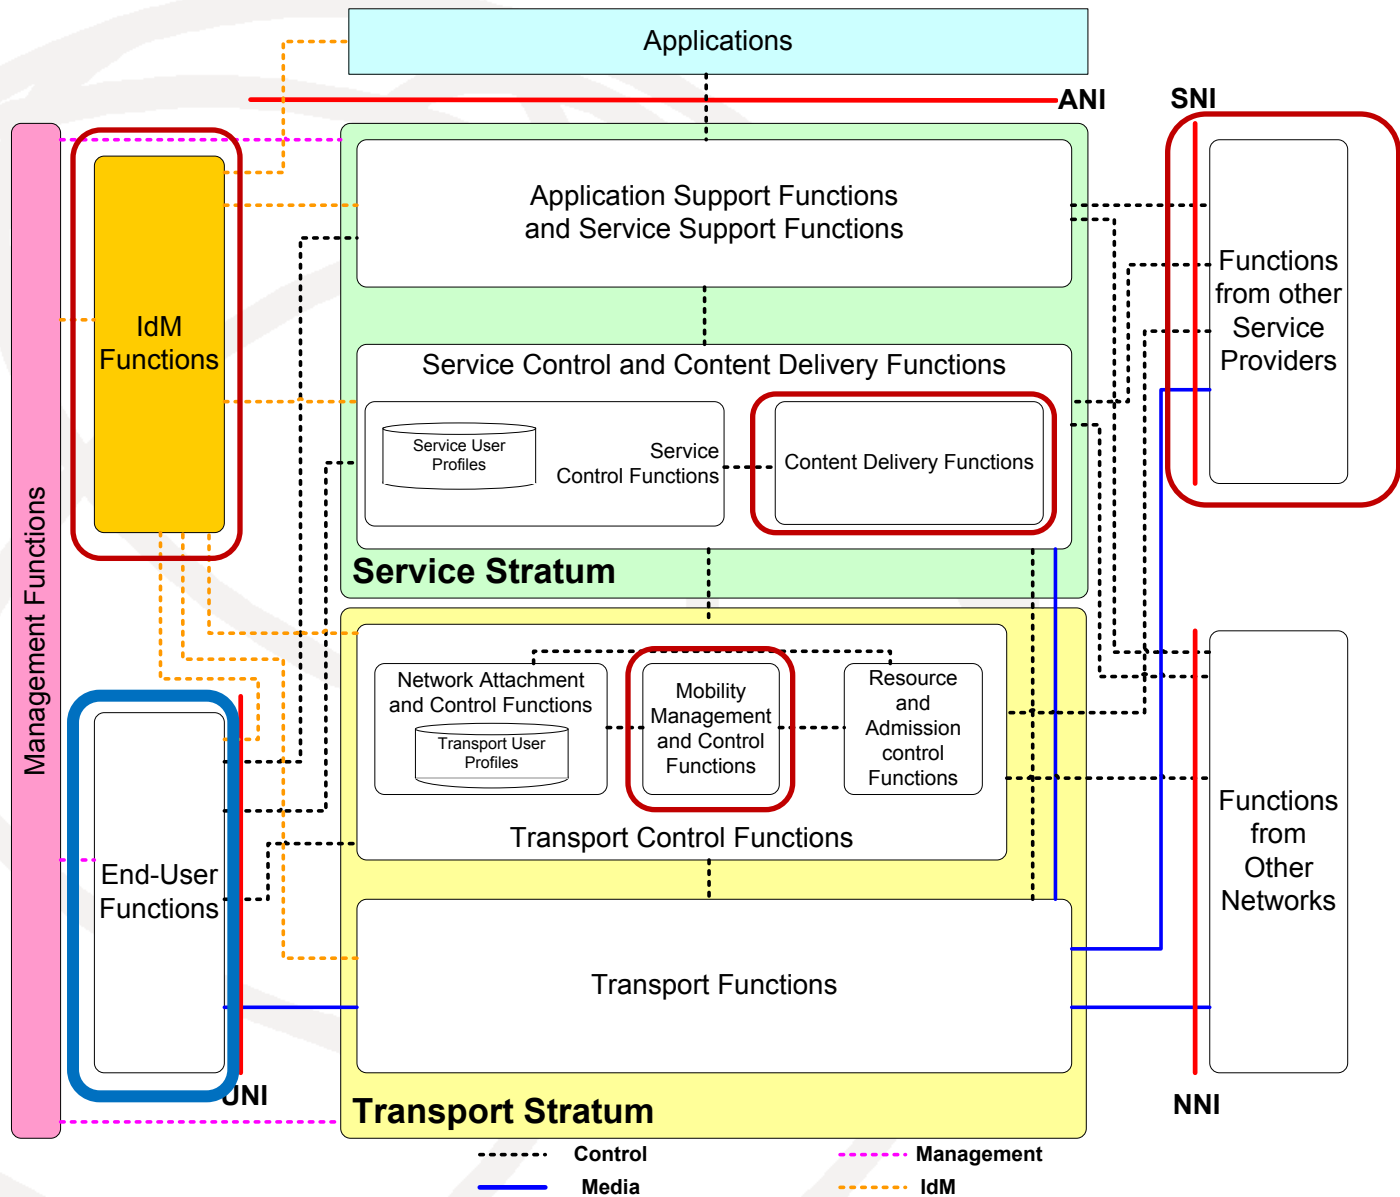 Applications
ANI
SNI
Application Support Functions
and Service Support Functions
Functions
from other
Service
Providers
IdM
Functions
Service Control and Content Delivery Functions
Service User
Profiles
Service
Control Functions
Content Delivery Functions
Service Stratum
Management Functions
Network Attachment
and Control Functions
Transport User
Profiles
Mobility
Management
and Control
Functions
Resource
and
Admission
control
Functions
Transport Control Functions
End-User
Functions
Functions
from
Other
Networks
Transport Functions
UNI
Transport Stratum
NNI
Control
Management
Media
IdM